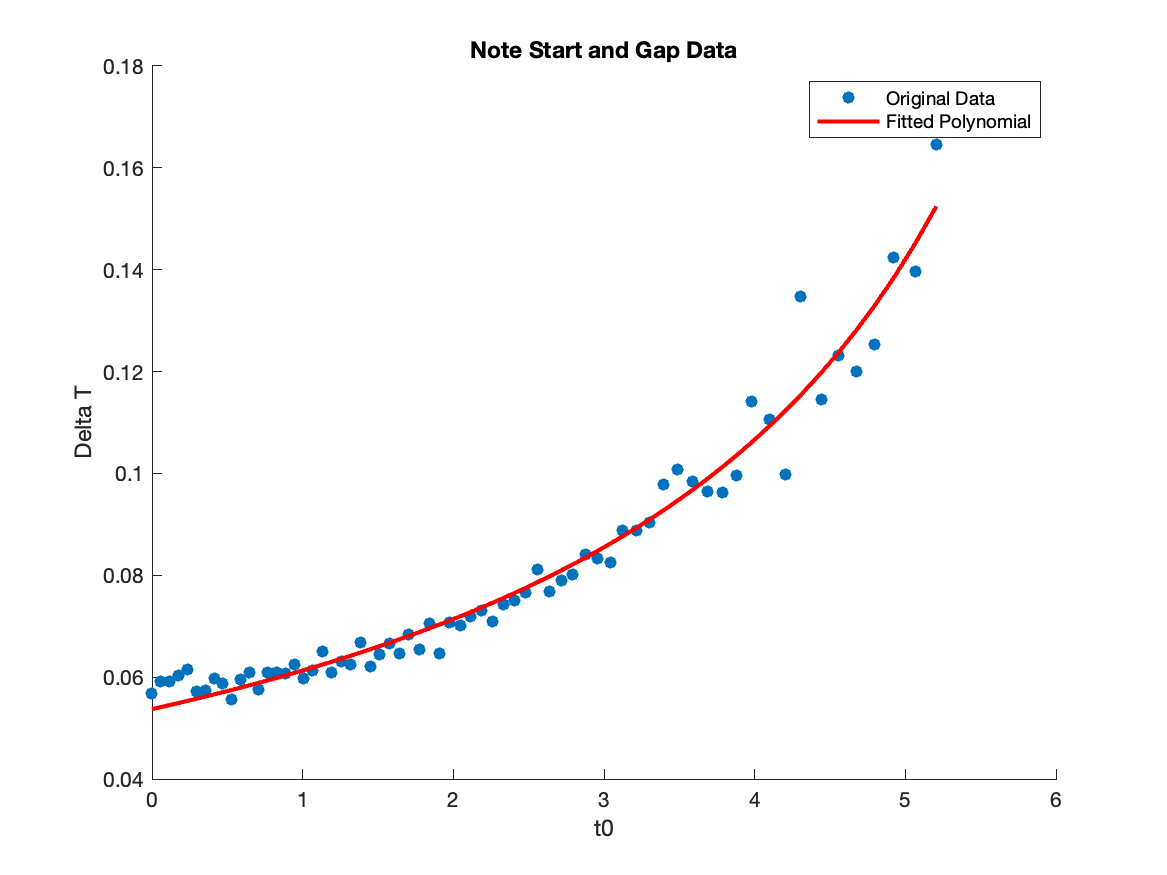 Note Start and Gap Data
0.18
0.16
0.14
0.12
0.1
0.08
0.06
0.04
Delta T
Original Data
Fitted Polynomial
0 1 2 3 4 5 6
t0